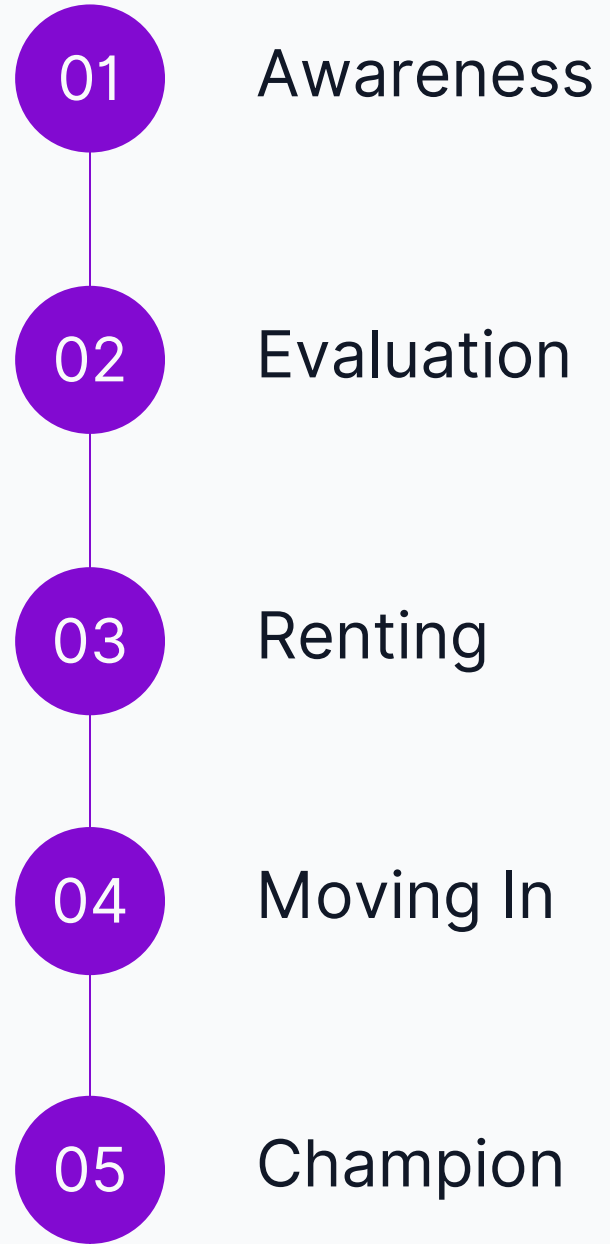 01 Awareness
02 Evaluation
03 Renting
04 Moving In
05 Champion